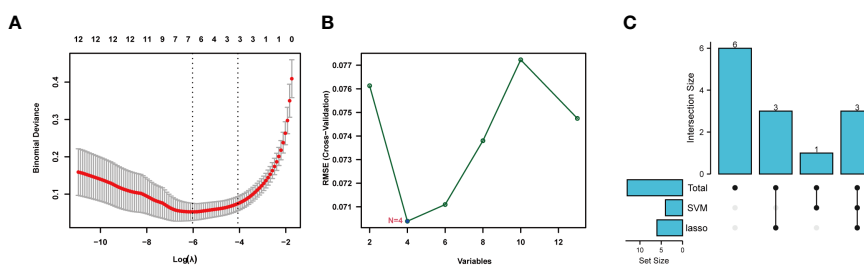 A
12 12 12 12 11 9 7 7 6 4 3 3 1 1 0
Binomial Deviance
0.4
0.3
0.2
0.1
−10 −8 −6 −4 −2
Log(λ)
B
RMSE (Cross−Validation)
0.077
0.076
0.075
0.074
0.073
0.072
0.071
N=4
2 4 6 8 10 12
Variables
C
Intersection Size
6
4
2
0
6
3
1
3
Total
SVM
lasso
10 5 0
Set Size